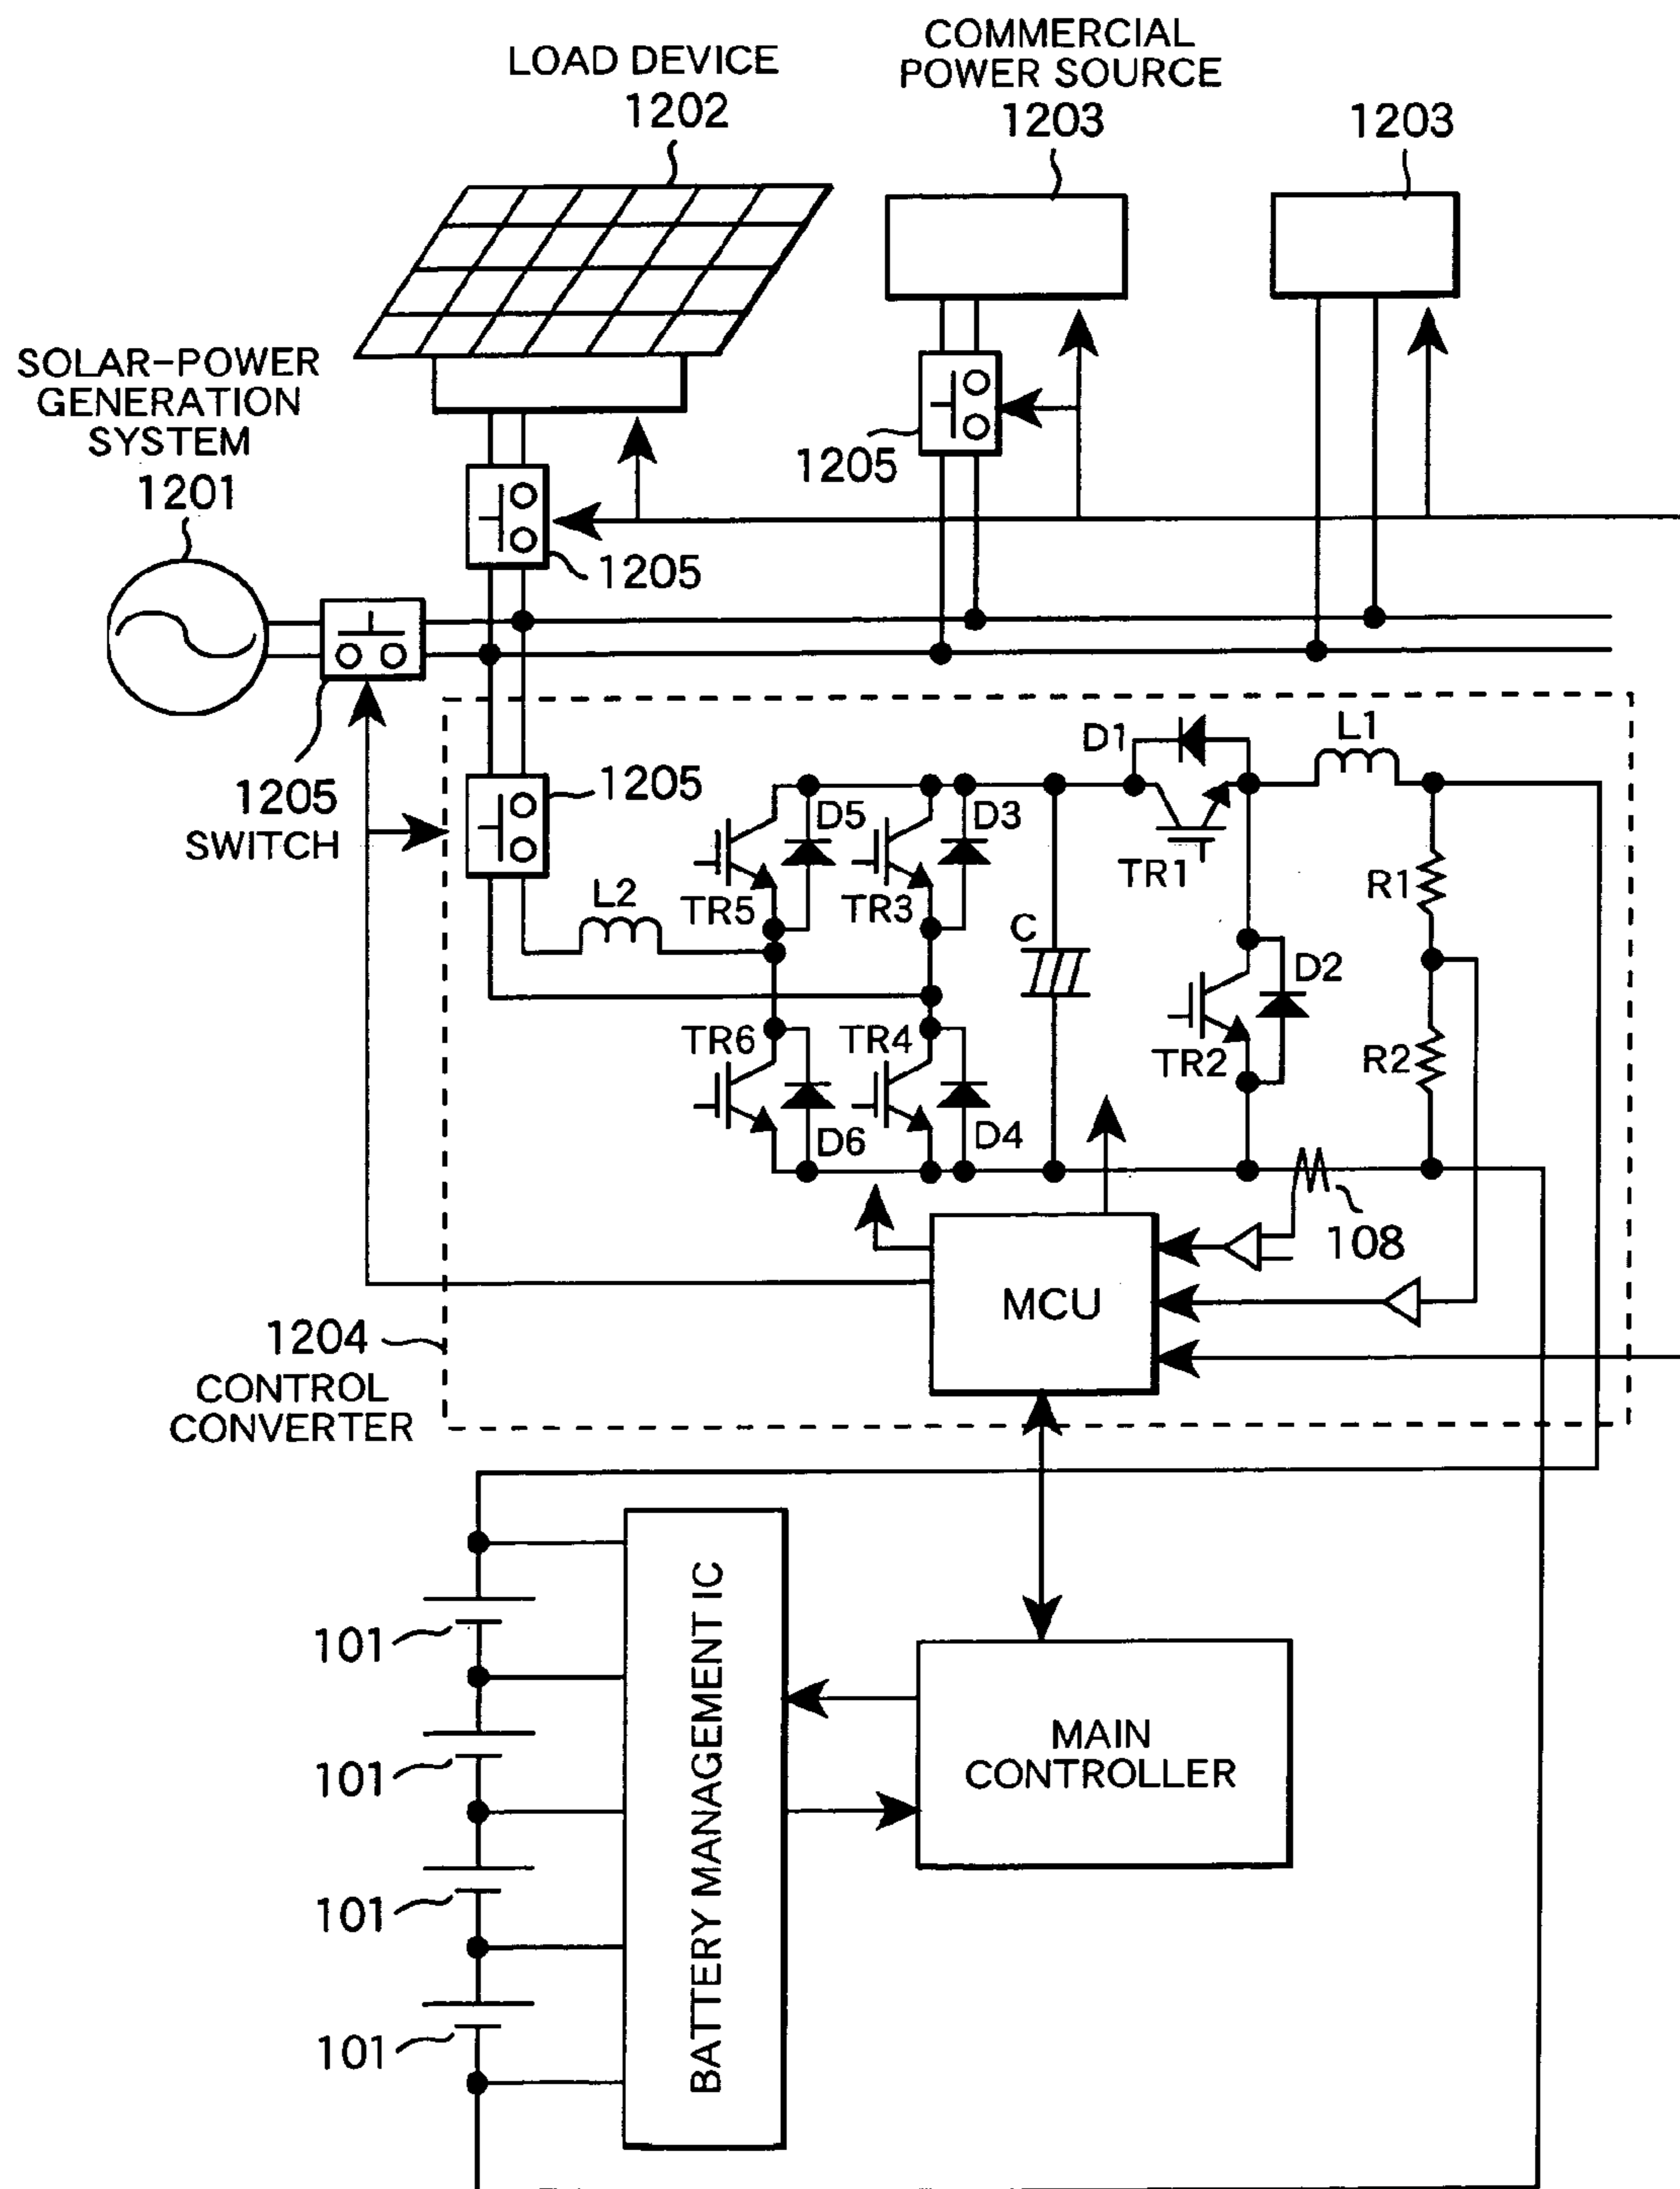 LOAD DEVICE
1202
COMMERCIAL
POWER SOURCE
1203
1203
SOLAR-POWER
GENERATION
SYSTEM
1201
1205
1205
1205
SWITCH
1205
D1
L1
D5
D3
TR1
R1
L2
TR5
TR3
C
D2
TR6
TR4
TR2
R2
D6
D4
108
MCU
1204
CONTROL
CONVERTER
101
101
101
101
BATTERY MANAGEMENT IC
MAIN
CONTROLLER